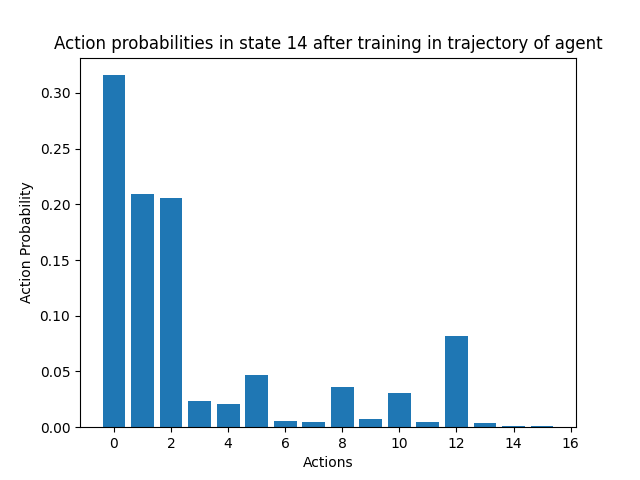 Action probabilities in state 14 after training in trajectory of agent
0.30
0.25
0.20
0.15
0.10
0.05
0.00
Action Probability
0 2 4 6 8 10 12 14 16
Actions